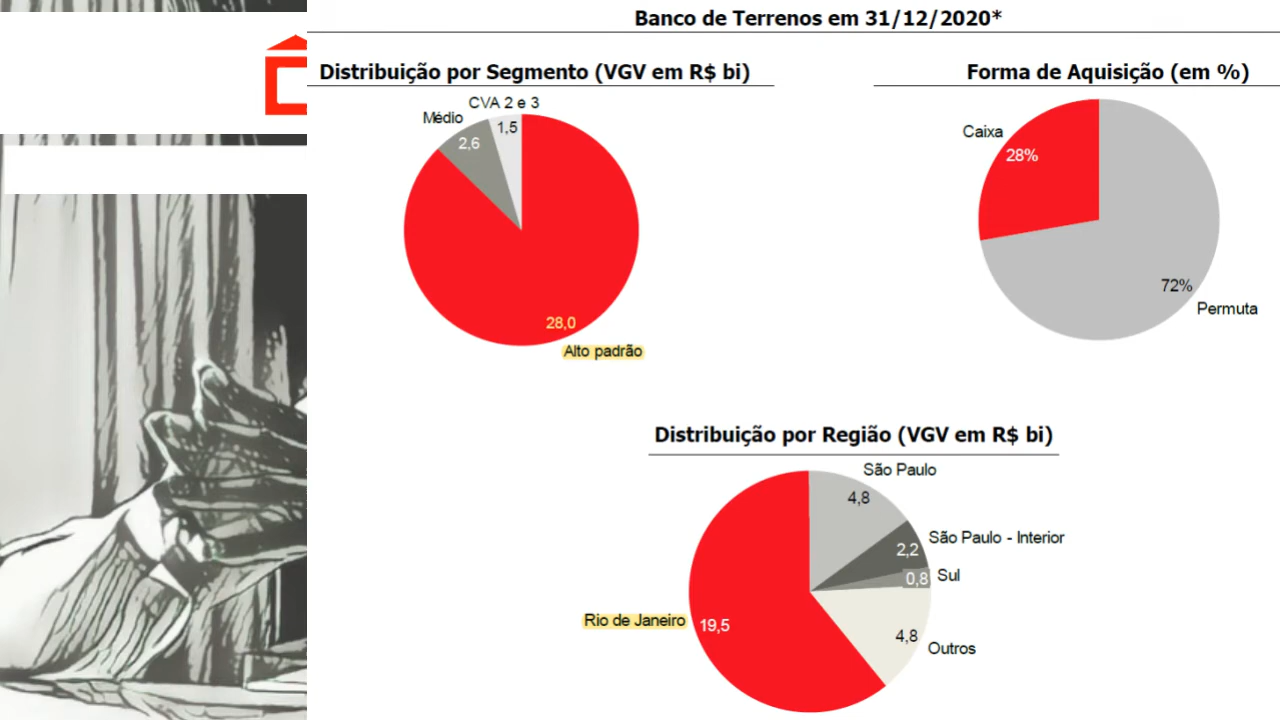 Banco de Terrenos em 31/12/2020*
Distribuição por Segmento (VGV em R$ bi)
CVA 2 e 3
Médio
1,5
2,6
28,0
Alto padrão
Forma de Aquisição (em %)
Caixa
28%
72%
Permuta
Distribuição por Região (VGV em R$ bi)
São Paulo
4,8
São Paulo - Interior
2,2
0,8 Sul
Rio de Janeiro 19,5
4,8
Outros